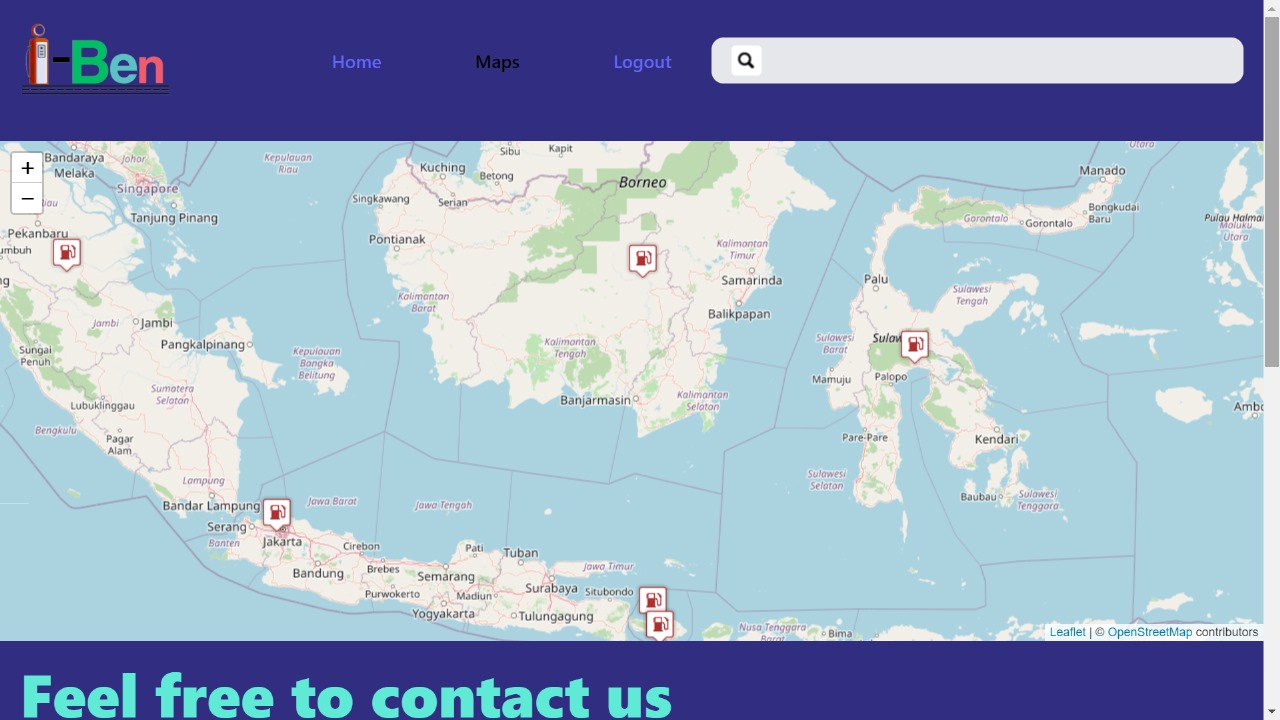 i-Ben
Home
Maps
Logout
+
−
Bandaraya
Melaka
Johor
Singapore
Kepulauan
Riau
Tanjung Pinang
Pekanbaru
Jambi
Jambi
Sungai
Penuh
Pangkalpinang
Kepulauan
Bangka
Belitung
Sumatera
Selatan
Lubuklinggau
Bengkulu
Pagar
Alam
Lampung
Bandar Lampung
Serang
Banten
Jakarta
Jawa Barat
Bandung
Cirebon
Brebes
Purwokerto
Jawa Tengah
Pati
Semarang
Yogyakarta
Madiun
Tuban
Surabaya
Tulungagung
Jawa Timur
Situbondo
Sibu
Kapit
Kuching
Betong
Serian
Singkawang
Pontianak
Borneo
Kalimantan
Barat
Kalimantan
Timur
Samarinda
Balikpapan
Kalimantan
Tengah
Banjarmasin
Kalimantan
Selatan
Manado
Bongkudai
Baru
Gorontalo
Gorontalo
Utara
Pulau Halma
Maluku
Utara
Palu
Sulawesi
Tengah
Sulawesi
Barat
Sulaw
Mamuju
Palopo
Pare-Pare
Kendari
Sulawesi
Selatan
Baubau
Sulawesi
Tenggara
Ambo
Nusa Tenggara
Barat
Bima
Leaflet | © OpenStreetMap contributors
Feel free to contact us